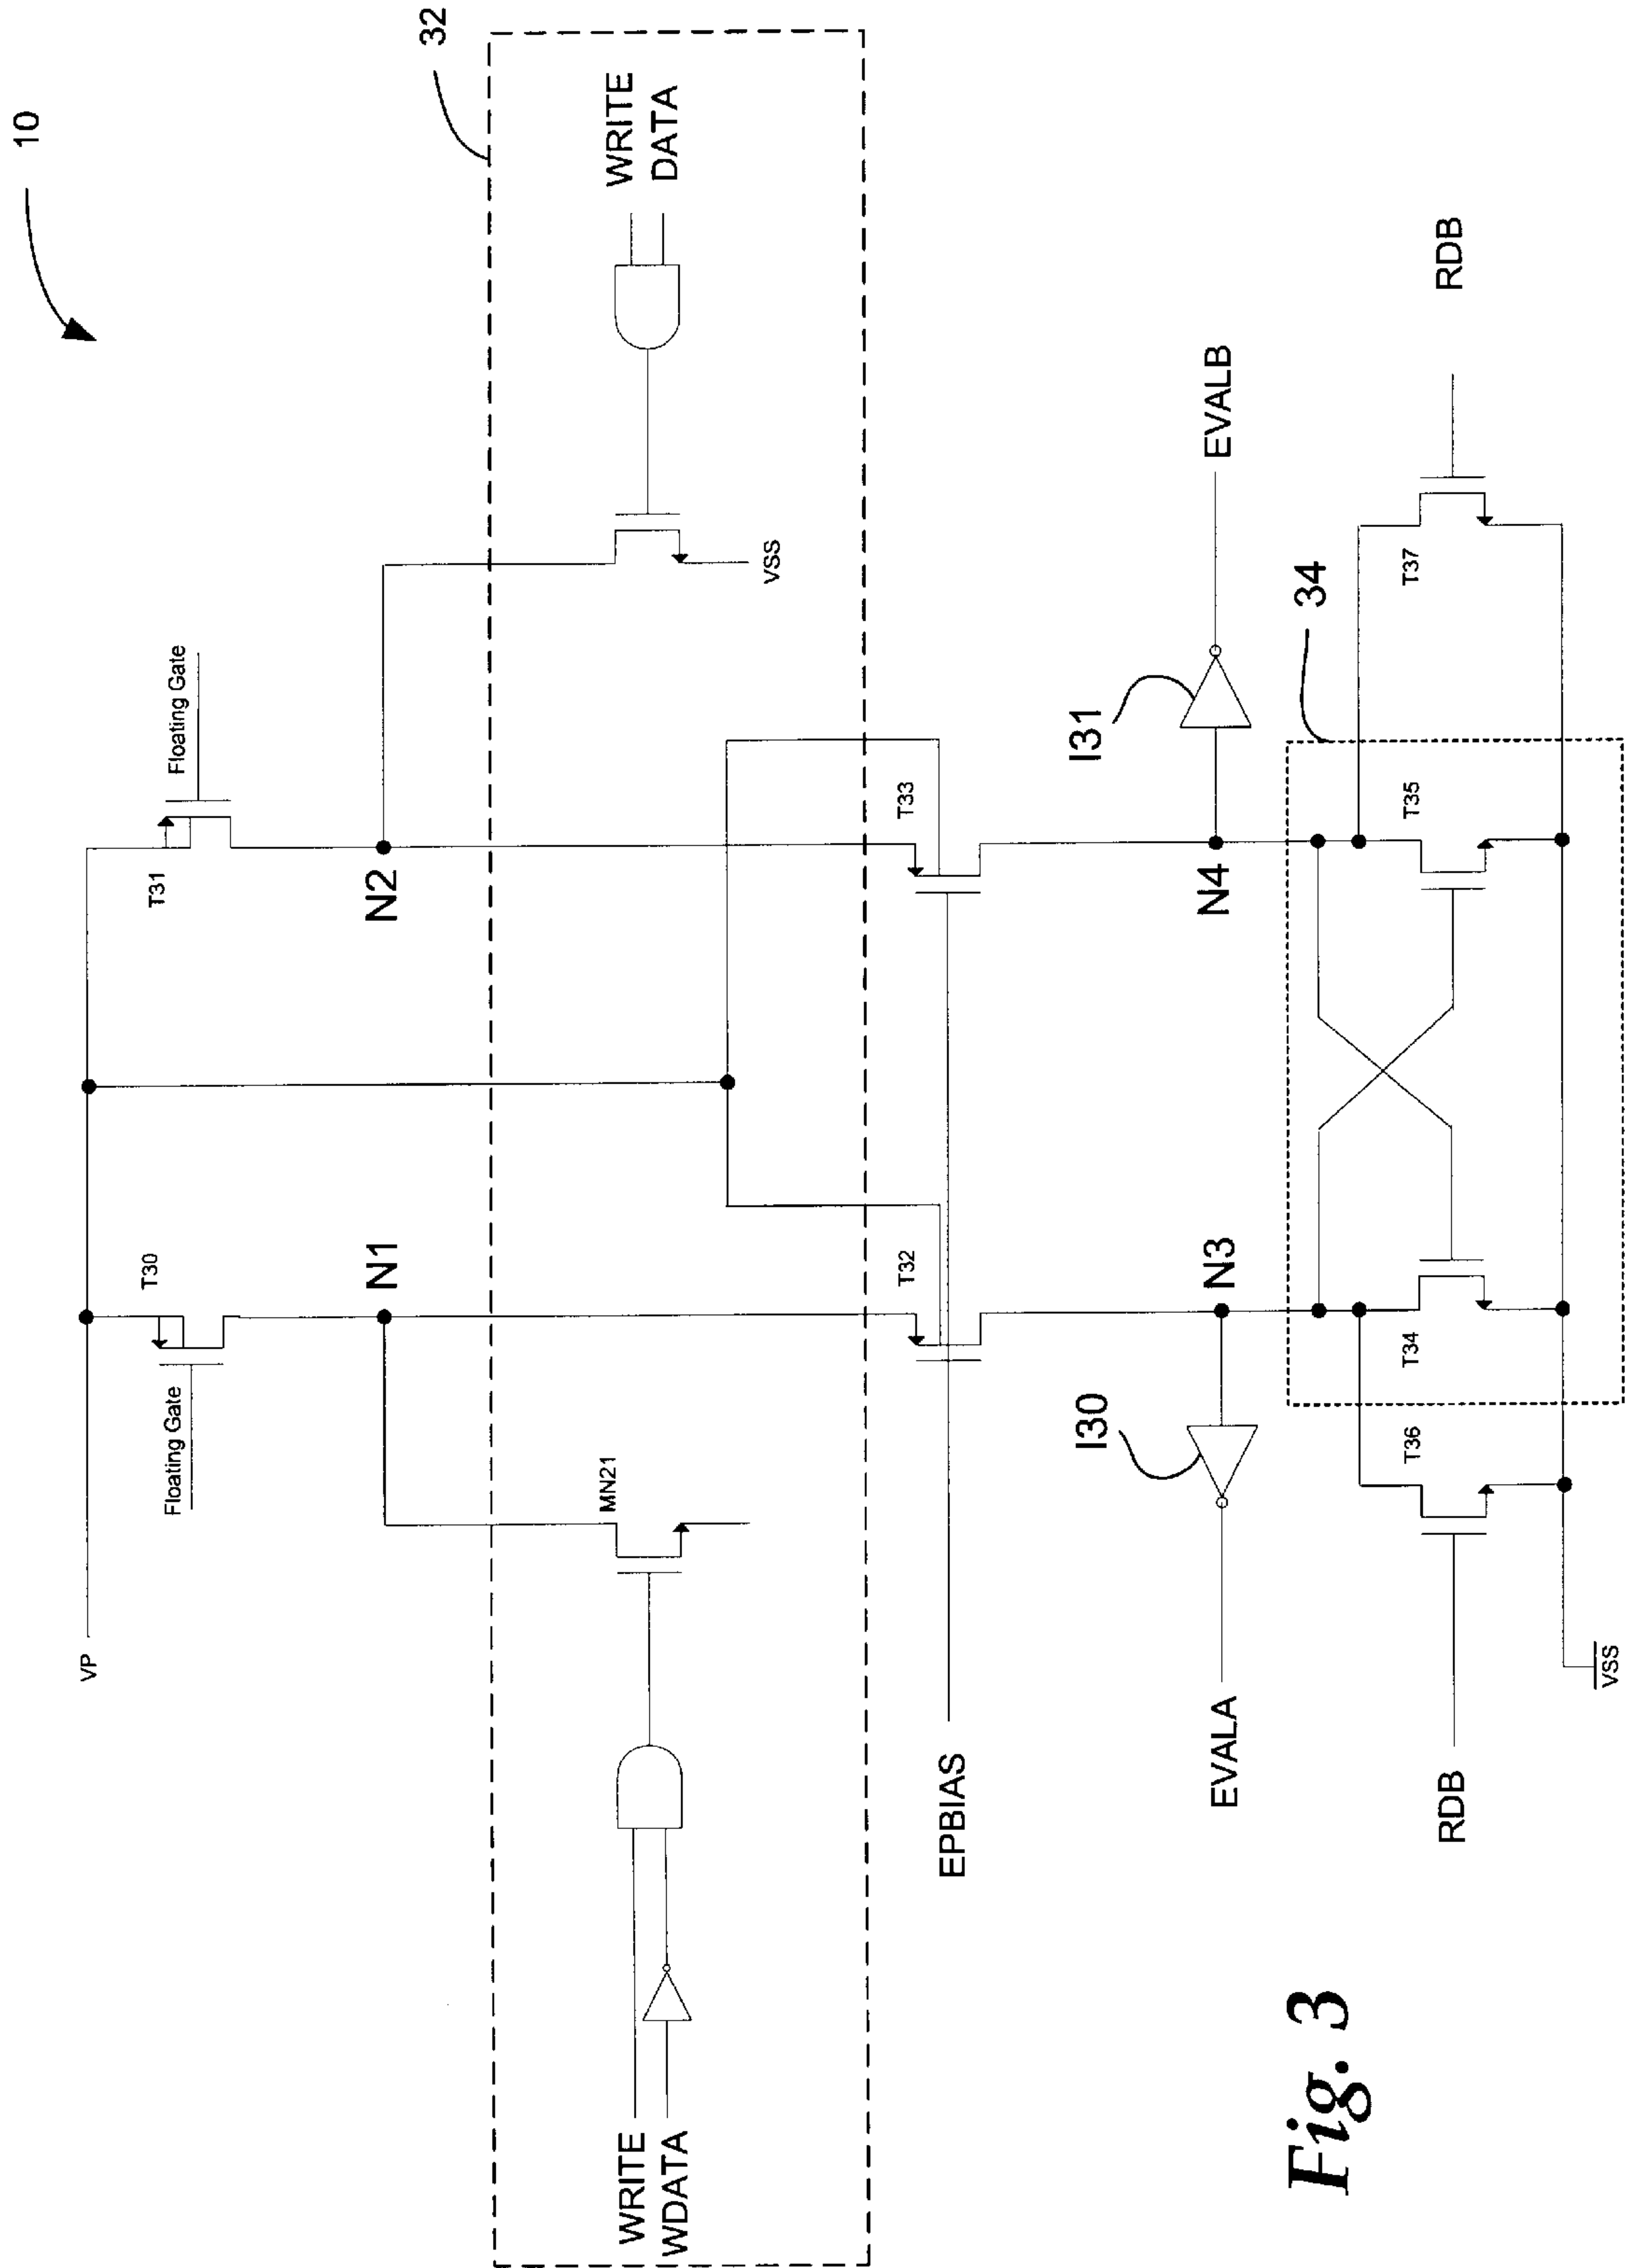 10
32
VP
T30
T31
Floating Gate
Floating Gate
N1
N2
MN21
WRITE
WDATA
WRITE
DATA
VSS
T32
T33
EPBIAS
I30
I31
N3
N4
EVALA
EVALB
34
T36
T34
T35
T37
RDB
RDB
VSS
Fig. 3